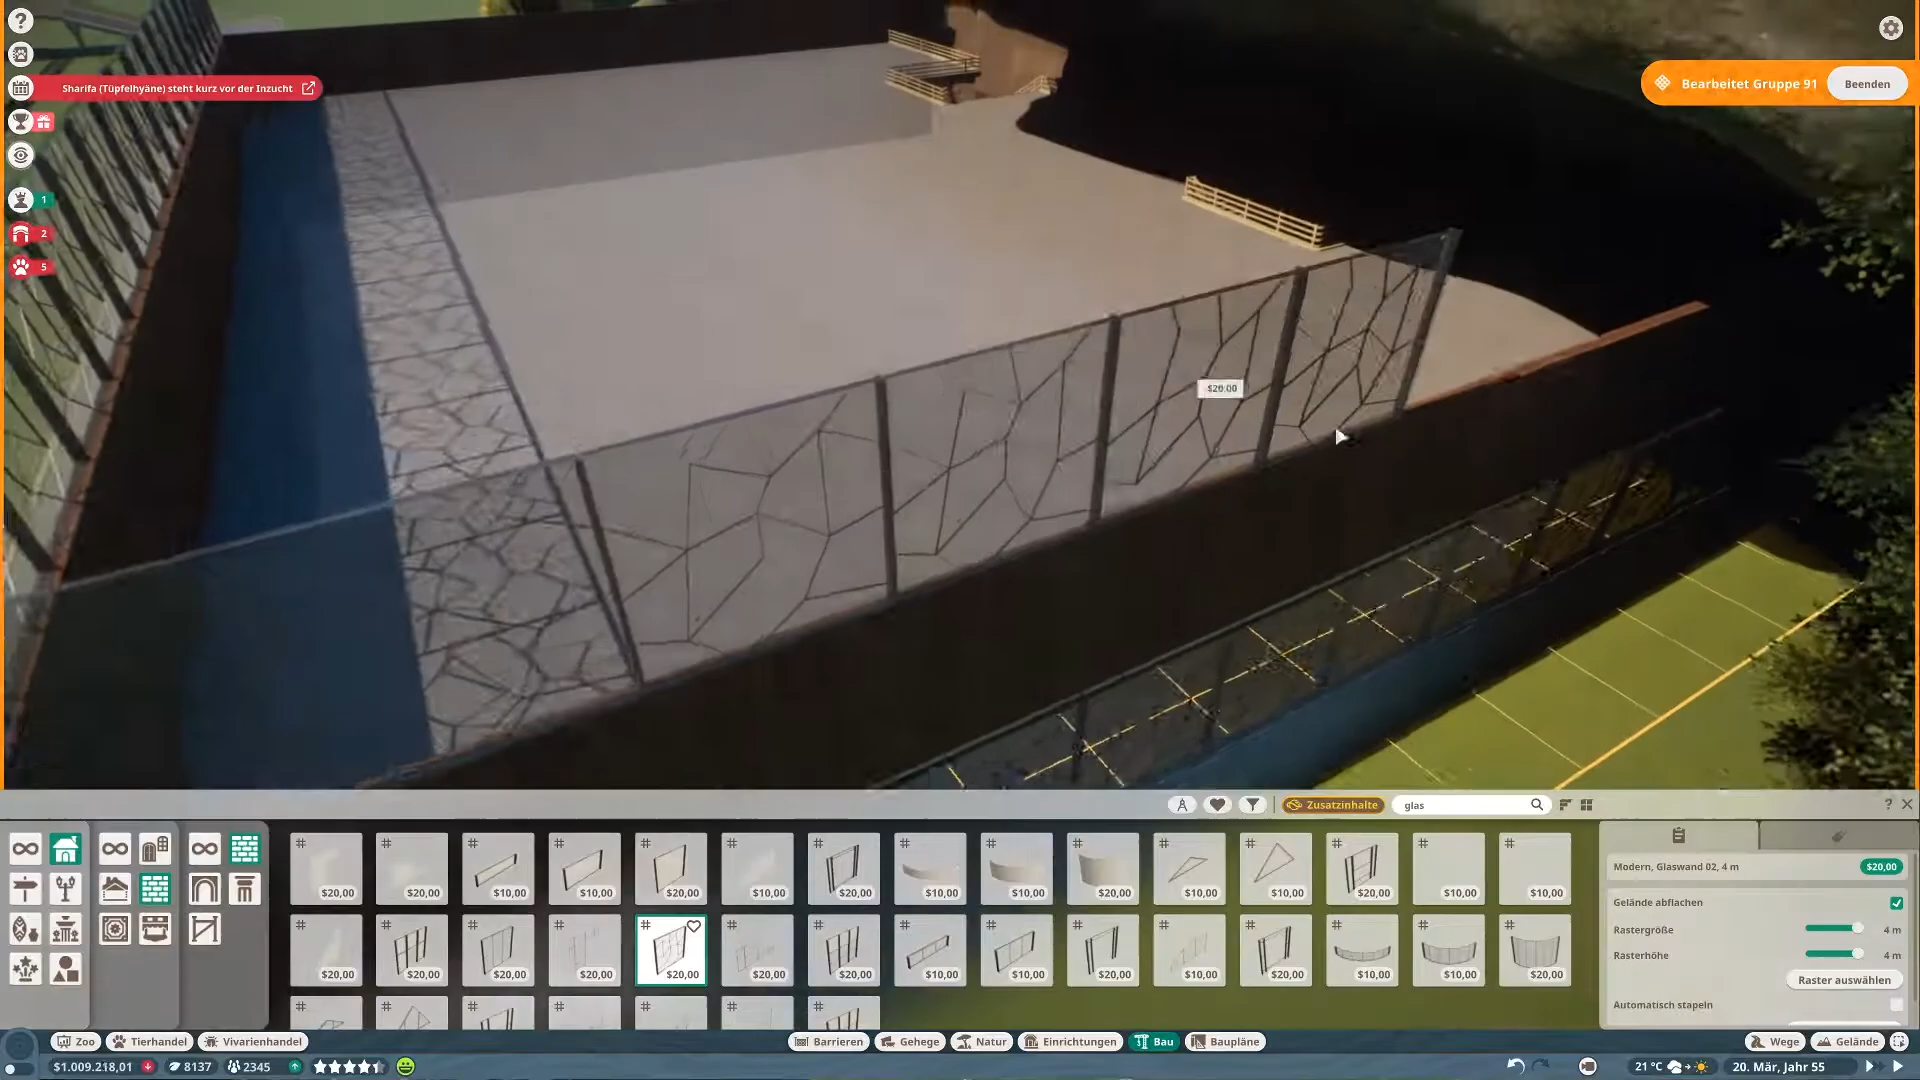 ?
Sharifa (Tüpfelhyäne) steht kurz vor der Inzucht
Bearbeitet Gruppe 91
Beenden
1
2
5
$20.00
Zusatzinhalte
glas
?
$20,00
$20,00
$10,00
$10,00
$20,00
$10,00
$20,00
$10,00
$10,00
$20,00
$10,00
$10,00
$20,00
$10,00
$10,00
$20,00
$20,00
$20,00
$20,00
$20,00
$20,00
$20,00
$10,00
$10,00
$20,00
$10,00
$20,00
$10,00
$10,00
$20,00
Modern, Glaswand 02, 4 m
$20,00
Gelände abflachen
Rastergröße
4 m
Rasterhöhe
4 m
Raster auswählen
Automatisch stapeln
Zoo
Tierhandel
Vivarienhandel
Barrieren
Gehege
Natur
Einrichtungen
Bau
Baupläne
Wege
Gelände
$1.009.218,01
8137
2345
21 °C
20. Mär, Jahr 55